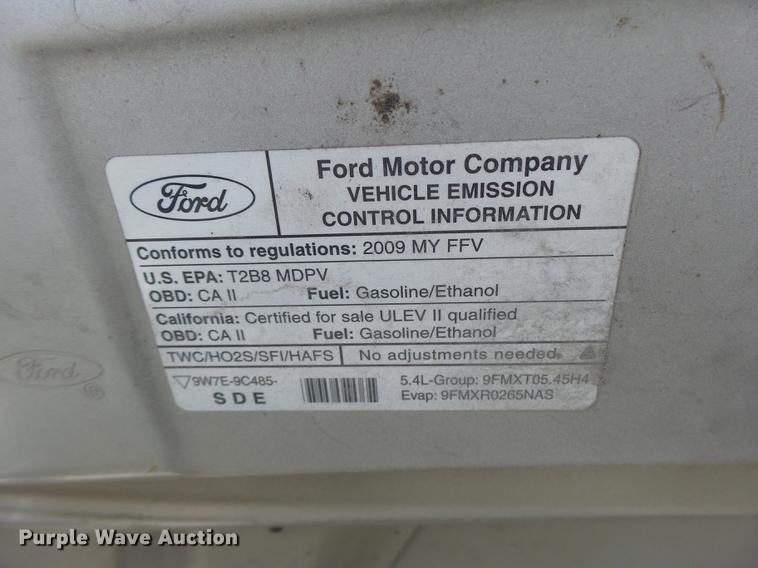 Ford Motor Company
VEHICLE EMISSION
CONTROL INFORMATION
Ford
Conforms to regulations: 2009 MY FFV
U.S. EPA: T2B8 MDPV
OBD: CA II Fuel: Gasoline/Ethanol
California: Certified for sale ULEV II qualified
OBD: CA II Fuel: Gasoline/Ethanol
TWC/HO2S/SFI/HAFS No adjustments needed.
9W7E-9C485- 5.4L-Group: 9FMXT05.45H4
SDE Evap: 9FMXR0265NAS
Ford ®
Purple Wave Auction